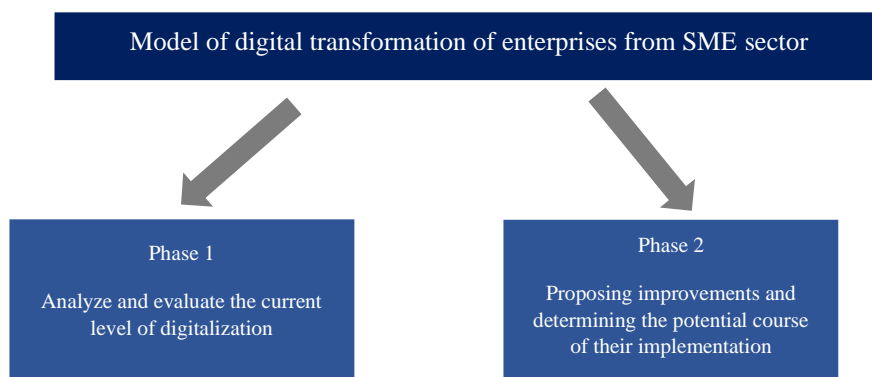 Model of digital transformation of enterprises from SME sector
Phase 1
Analyze and evaluate the current
level of digitalization
Phase 2
Proposing improvements and
determining the potential course
of their implementation